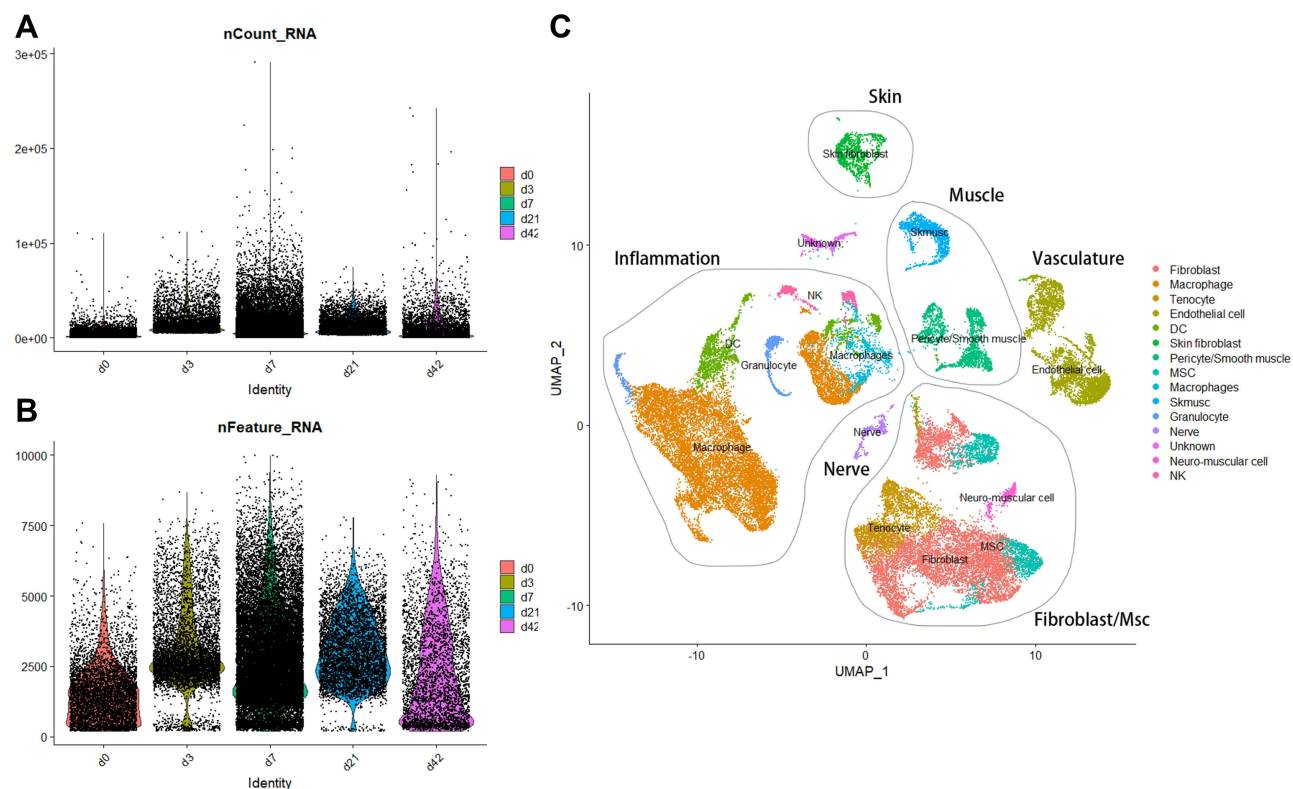 A
nCount_RNA
3e+05
2e+05
1e+05
0e+00
d0
d3
d7
d21
d42
Identity
d0
d3
d7
d21
d42
B
nFeature_RNA
10000
7500
5000
2500
0
d0
d3
d7
d21
d42
Identity
d0
d3
d7
d21
d42
C
Skin
Skin fibroblast
Muscle
Skmusc
Unknown
Inflammation
Vasculature
NK
DC
Granulocyte
Macrophages
Pericyte/Smooth muscle
Endothelial cell
Macrophage
Nerve
Nerve
Neuro-muscular cell
Tenocyte
MSC
Fibroblast
Fibroblast/Msc
10
0
-10
UMAP_2
-10
0
10
UMAP_1
Fibroblast
Macrophage
Tenocyte
Endothelial cell
DC
Skin fibroblast
Pericyte/Smooth muscle
MSC
Macrophages
Skmusc
Granulocyte
Nerve
Unknown
Neuro-muscular cell
NK